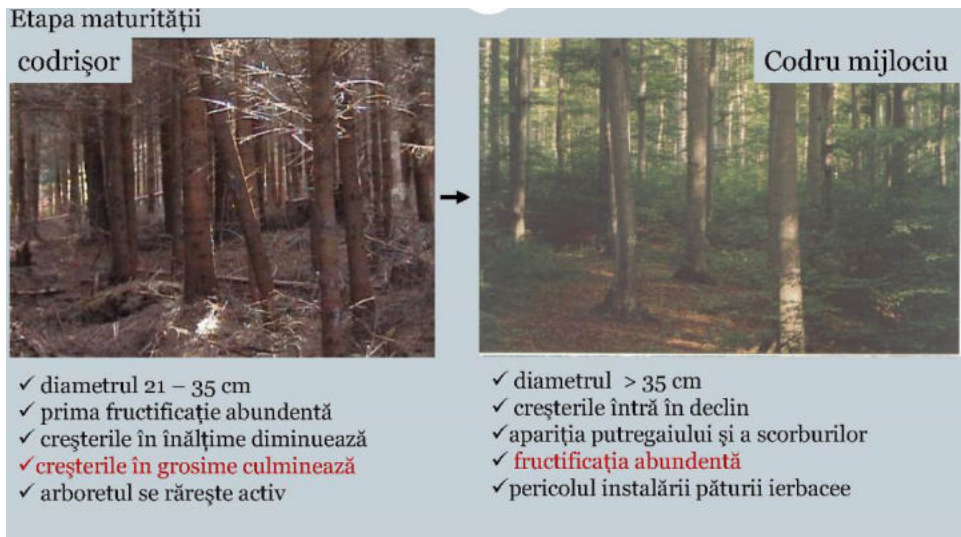 Etapa maturității
codrișor
Codru mijlociu
✓ diametrul 21 – 35 cm
✓ prima fructificație abundentă
✓ creșterile în înălțime diminuează
✓ creșterile în grosime culminează
✓ arboretul se rărește activ
✓ diametrul > 35 cm
✓ creșterile întră în declin
✓ apariția putregaiului și a scorburilor
✓ fructificația abundentă
✓ pericolul instalării păturii ierbacee